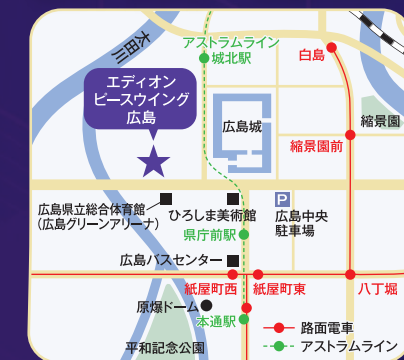 太田川
アストラムライン
城北駅
白島
エディオン
ピースウイング
広島
広島城
縮景園
縮景園前
広島県立総合体育館
(広島グリーンアリーナ)
ひろしま美術館
P
広島中央
駐車場
県庁前駅
広島バスセンター
紙屋町西
紙屋町東
八丁堀
原爆ドーム
本通駅
平和記念公園
路面電車
アストラムライン